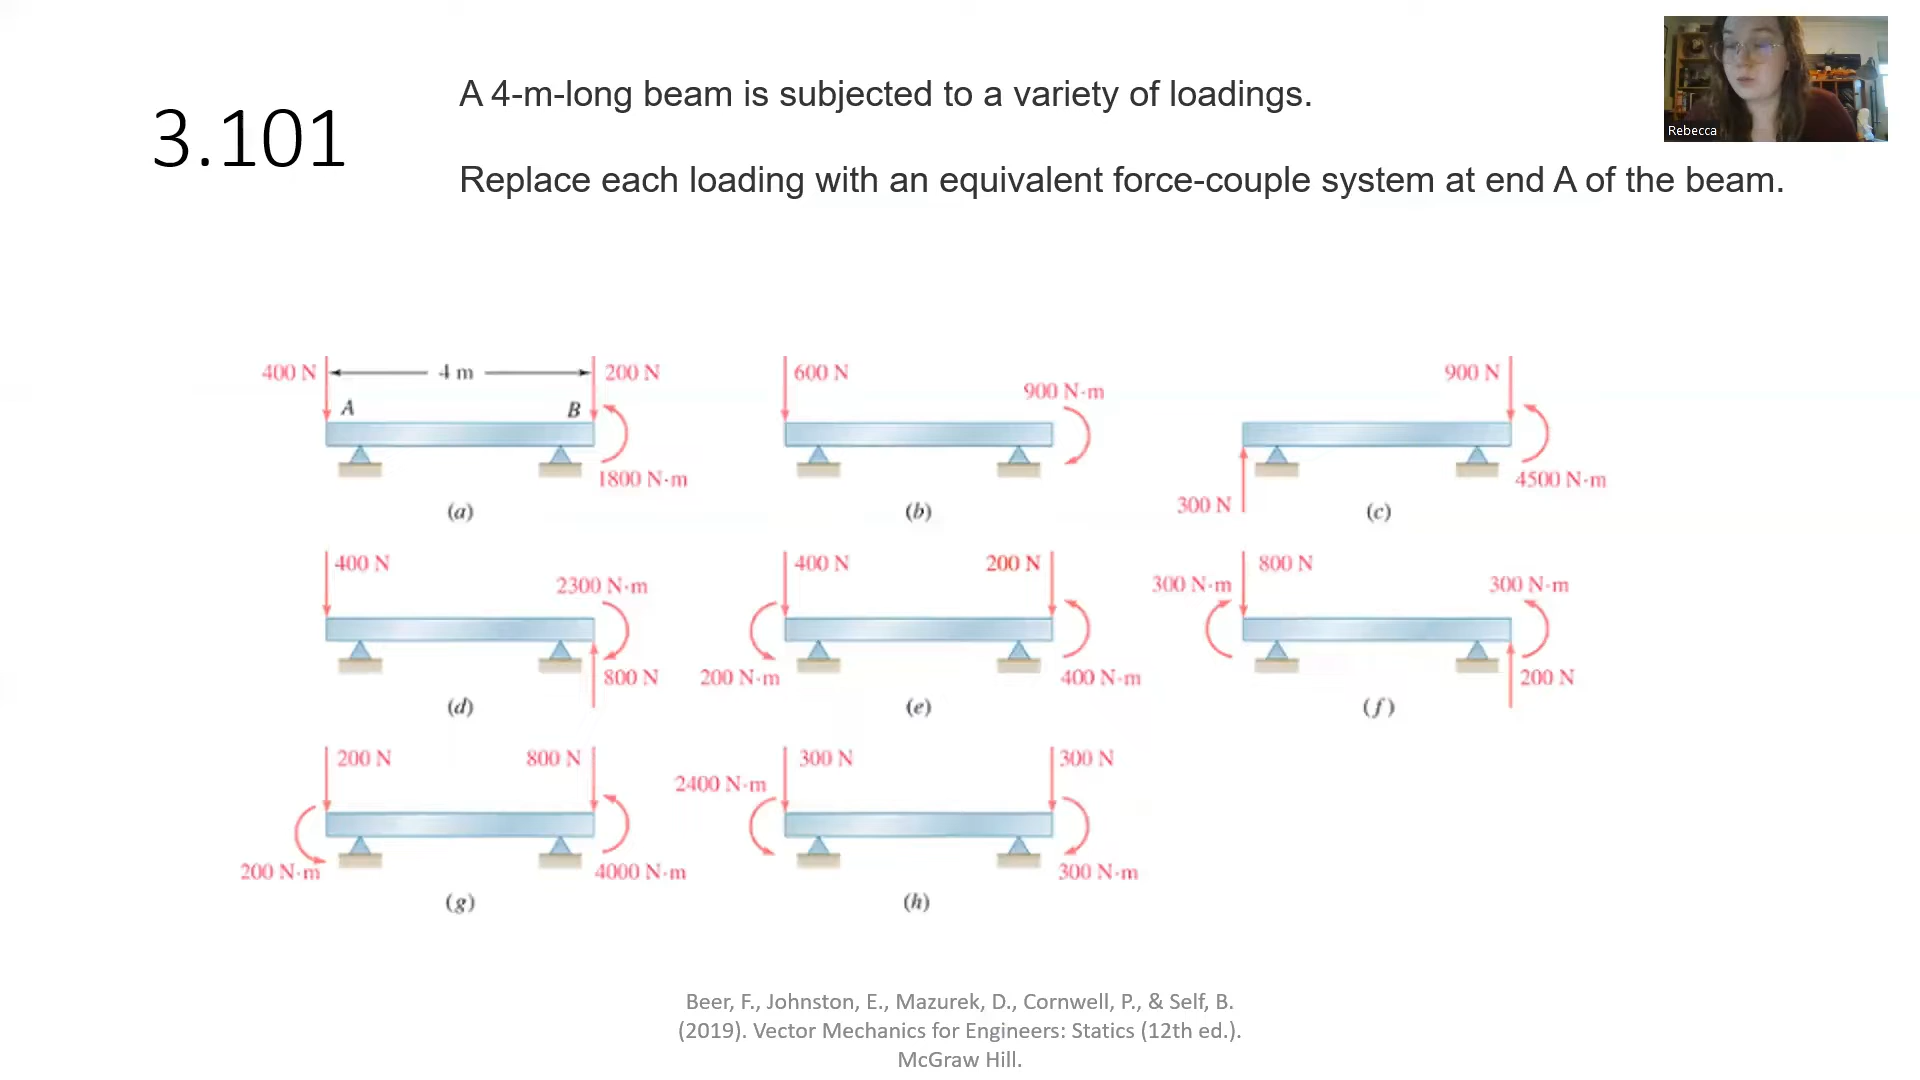 3.101
A 4-m-long beam is subjected to a variety of loadings.
Replace each loading with an equivalent force-couple system at end A of the beam.
Rebecca
400 N
4 m
200 N
A
B
1800 N·m
(a)
600 N
900 N·m
(b)
900 N
300 N
4500 N·m
(c)
400 N
2300 N·m
800 N
(d)
400 N
200 N
200 N·m
400 N·m
(e)
300 N·m
800 N
300 N·m
200 N
(f)
200 N
800 N
200 N·m
4000 N·m
(g)
2400 N·m
300 N
300 N
300 N·m
(h)
Beer, F., Johnston, E., Mazurek, D., Cornwell, P., & Self, B.
(2019). Vector Mechanics for Engineers: Statics (12th ed.).
McGraw Hill.